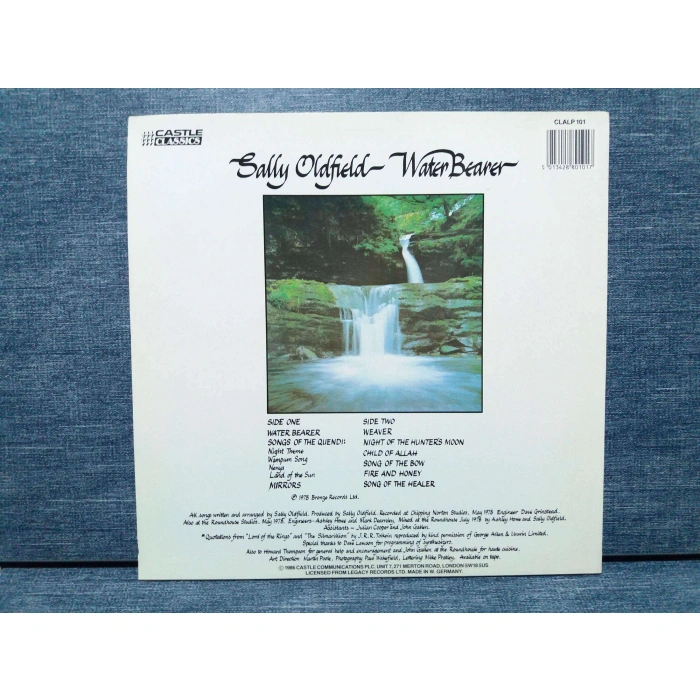 CASTLE
CLASSICS
CLALP 101
5 013428 801017
Sally Oldfield - Water Bearer
SIDE ONE
WATER BEARER
SONGS OF THE QUENDI:
Night Theme
Wampum Song
Nenya
Land of the Sun
MIRRORS
SIDE TWO
WEAVER
NIGHT OF THE HUNTER'S MOON
CHILD OF ALLAH
SONG OF THE BOW
FIRE AND HONEY
SONG OF THE HEALER
℗ 1978 Bronze Records Ltd.
All songs written and arranged by Sally Oldfield. Produced by Sally Oldfield. Recorded at Chipping Norton Studios, May 1978. Engineer Dave Grinsted.
Also at the Roundhouse Studios, May 1978. Engineers - Ashley Howe and Mark Dearnley. Mixed at the Roundhouse July 1978 by Ashley Howe and Sally Oldfield.
Assistants - Julian Cooper and John Gallen.
*Quotations from "Lord of the Rings" and "The Silmarillion" by J.R.R. Tolkein reproduced by kind permission of George Allen & Unwin Limited.
Special thanks to Dave Lawson for programming of Synthesizers.
Also to Howard Thompson for general help and encouragement and John Gallen at the Roundhouse for haute cuisine.
Art Direction Martin Poole. Photography Paul Wakefield. Lettering Mike Pratley. Available on tape.
© 1986 CASTLE COMMUNICATIONS PLC. UNIT 7, 271 MERTON ROAD, LONDON SW18 5JS
LICENSED FROM LEGACY RECORDS LTD. MADE IN W. GERMANY.